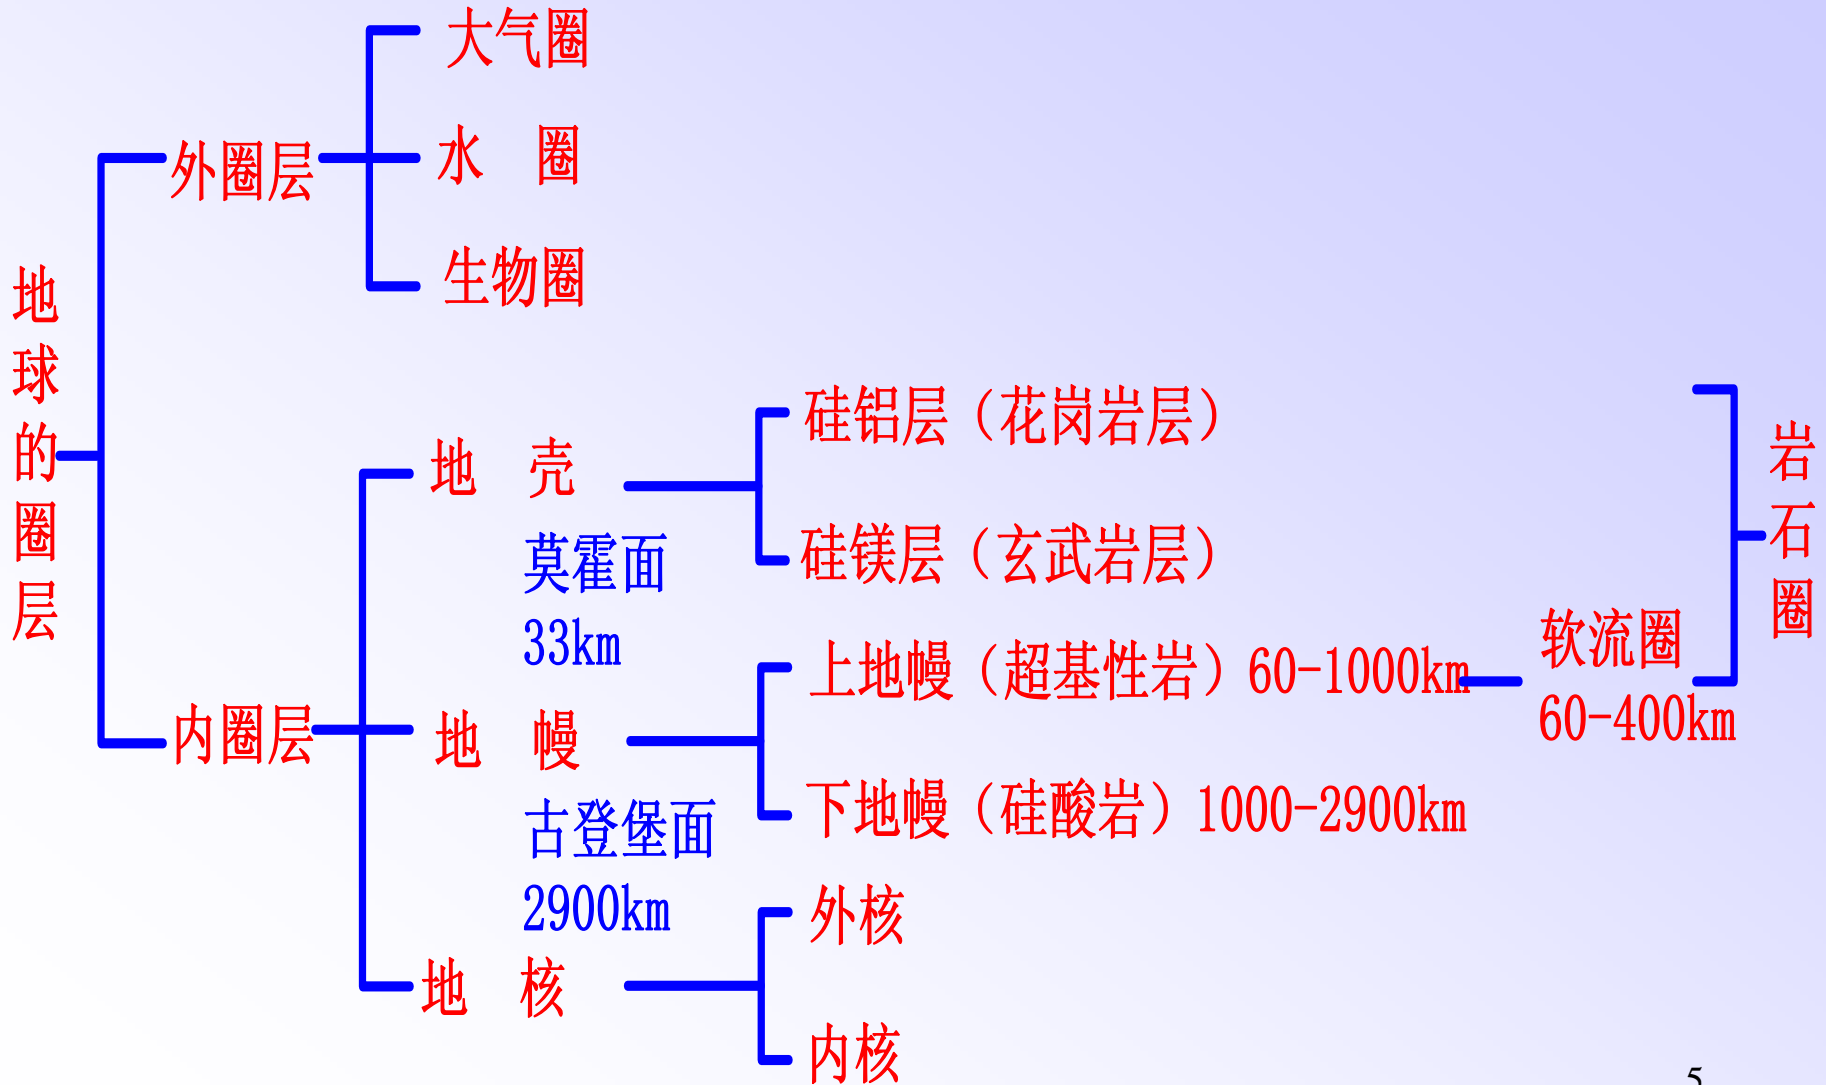 地球的圈层
外圈层
大气圈
水 圈
生物圈
内圈层
地 壳
硅铝层（花岗岩层）
硅镁层（玄武岩层）
莫霍面
33km
地 幔
上地幔（超基性岩）60-1000km
软流圈
60-400km
下地幔（硅酸岩）1000-2900km
岩石圈
古登堡面
2900km
地 核
外核
内核
5